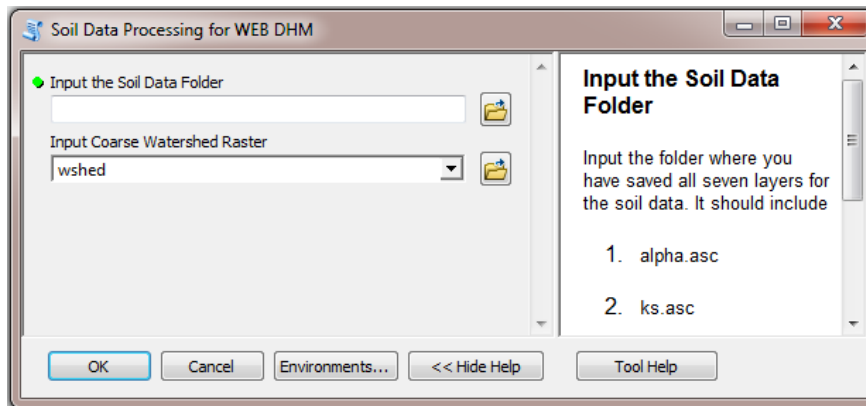 Soil Data Processing for WEB DHM
Input the Soil Data Folder
Input Coarse Watershed Raster
wshed
Input the Soil Data
Folder
Input the folder where you
have saved all seven layers for
the soil data. It should include
1. alpha.asc
2. ks.asc
OK
Cancel
Environments...
<< Hide Help
Tool Help